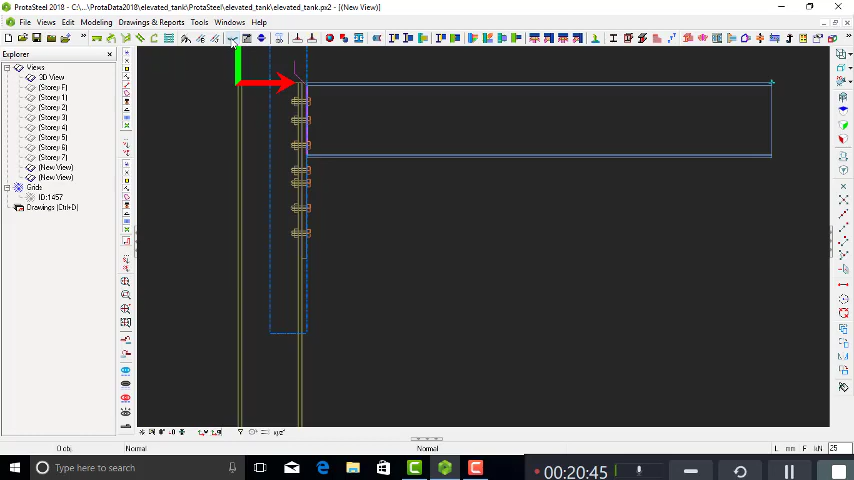 ProtaSteel 2018 - C:\...\ProtaData2018\elevated_tank\ProtaSteel\elevated_tank\elevated_tank.px2 - [(New View)]
File Views Edit Modeling Drawings & Reports Tools Windows Help
Explorer
Views
3D View
(Storey F)
(Storey 1)
(Storey 2)
(Storey 3)
(Storey 4)
(Storey 5)
(Storey 6)
(Storey 7)
(New View)
(New View)
Grids
ID:1457
Drawings (Ctrl+D)
0 obj.
Normal
Normal
L mm F kN 25
Type here to search
00:20:45